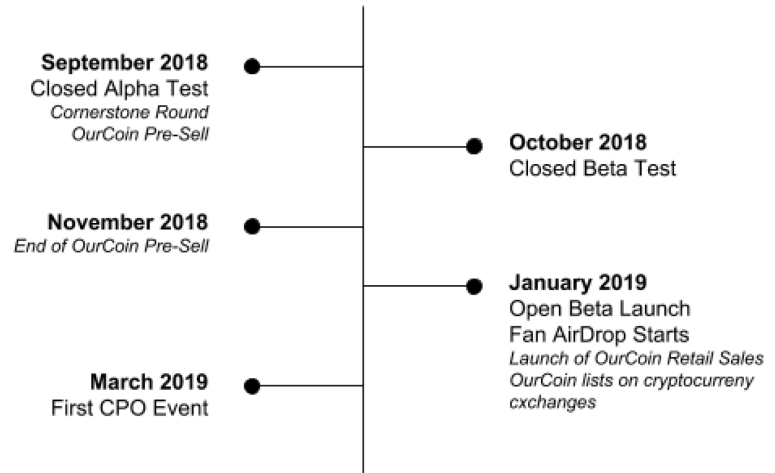 September 2018
Closed Alpha Test
Cornerstone Round
OurCoin Pre-Sell
October 2018
Closed Beta Test
November 2018
End of OurCoin Pre-Sell
January 2019
Open Beta Launch
Fan AirDrop Starts
Launch of OurCoin Retail Sales
OurCoin lists on cryptocurreny
cxchanges
March 2019
First CPO Event